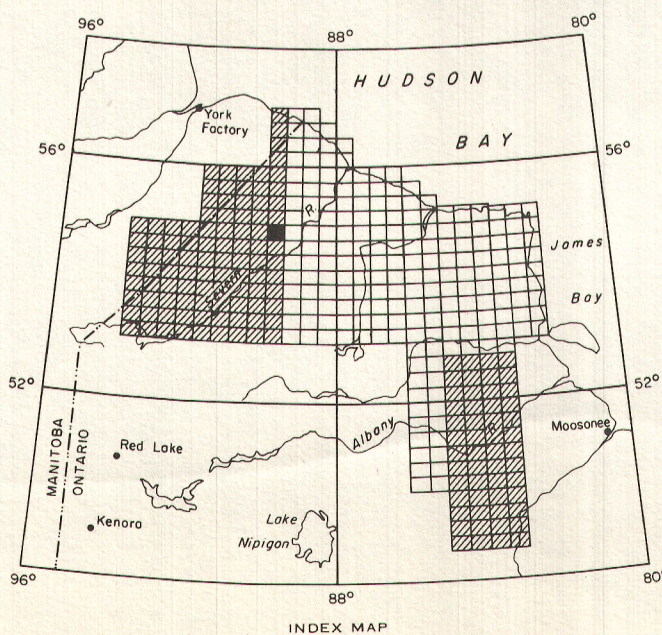 96°
88°
80°
HUDSON
BAY
York
Factory
56°
56°
R.
Severn
James
Bay
52°
52°
Albany
R.
Moosonee
MANITOBA
ONTARIO
Red Lake
Kenora
Lake
Nipigon
96°
88°
80°
INDEX MAP